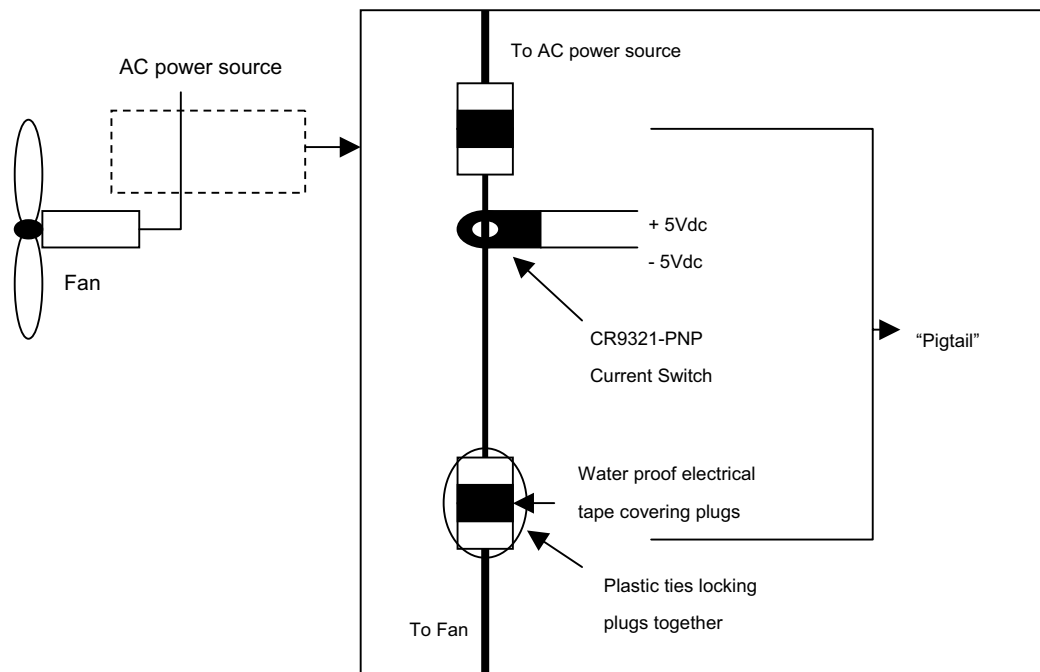 To AC power source
AC power source
+ 5Vdc
- 5Vdc
Fan
CR9321-PNP
Current Switch
“Pigtail”
Water proof electrical
tape covering plugs
Plastic ties locking
plugs together
To Fan